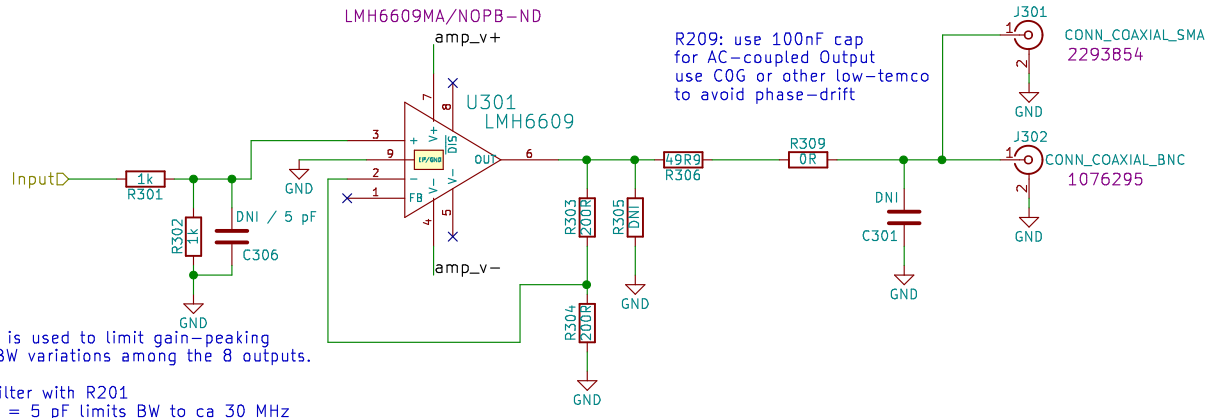 LMH6609MA/NOPB-ND
amp_v+
R209: use 100nF cap
for AC-coupled Output
use C0G or other low-temco
to avoid phase-drift
J301
1
CONN_COAXIAL_SMA
2293854
2
GND
7
8
U301
LMH6609
3
+
V+
DIS
9
EP/GND
OUT
6
2
-
1
FB
V-
V-
4
5
GND
amp_v-
Input
1k
R301
R302
1k
DNI / 5 pF
C306
GND
R303
200R
R305
DNI
GND
R304
200R
GND
49R9
R306
R309
0R
DNI
C301
GND
J302
1
CONN_COAXIAL_BNC
1076295
2
GND
is used to limit gain-peaking
BW variations among the 8 outputs.
ilter with R201
= 5 pF limits BW to ca 30 MHz